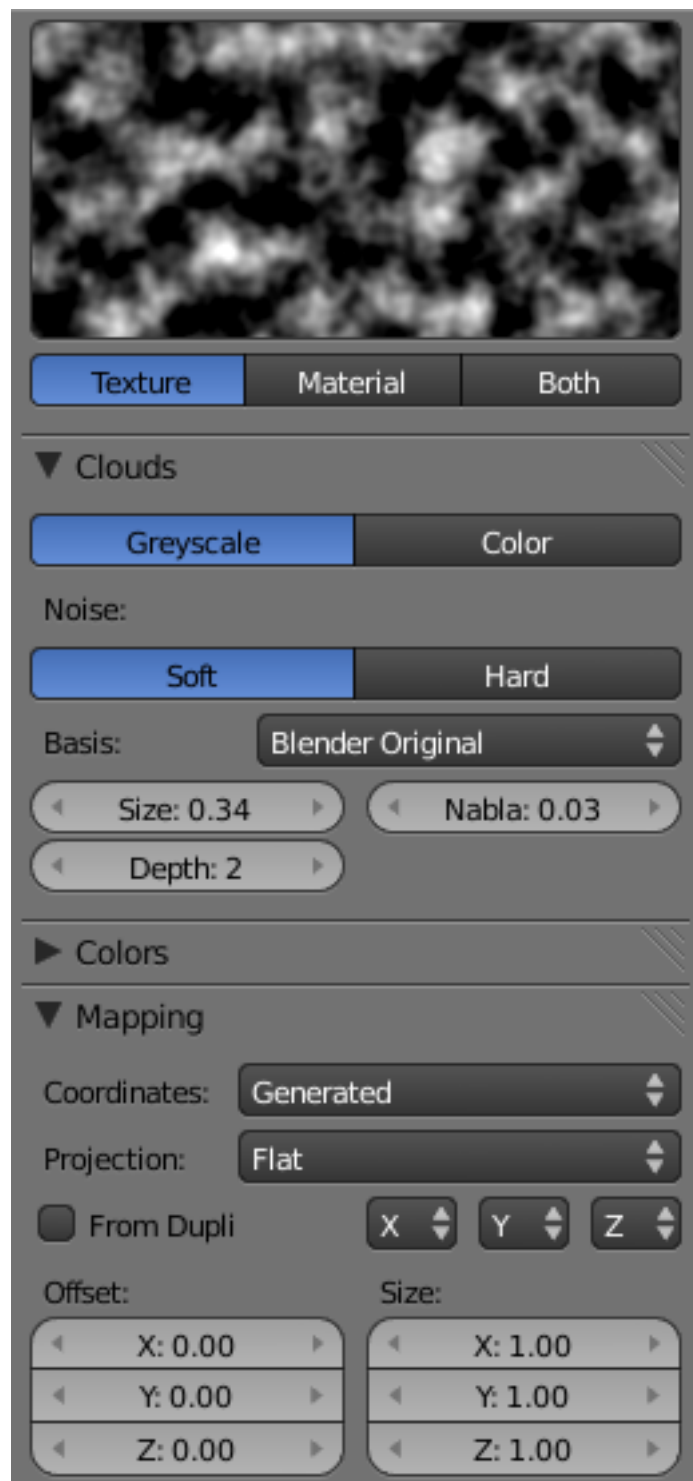 Texture Material Both
Clouds
Greyscale Color
Noise:
Soft Hard
Basis: Blender Original
Size: 0.34 Nabla: 0.03
Depth: 2
Colors
Mapping
Coordinates: Generated
Projection: Flat
From Dupli X Y Z
Offset: Size:
X: 0.00 X: 1.00
Y: 0.00 Y: 1.00
Z: 0.00 Z: 1.00